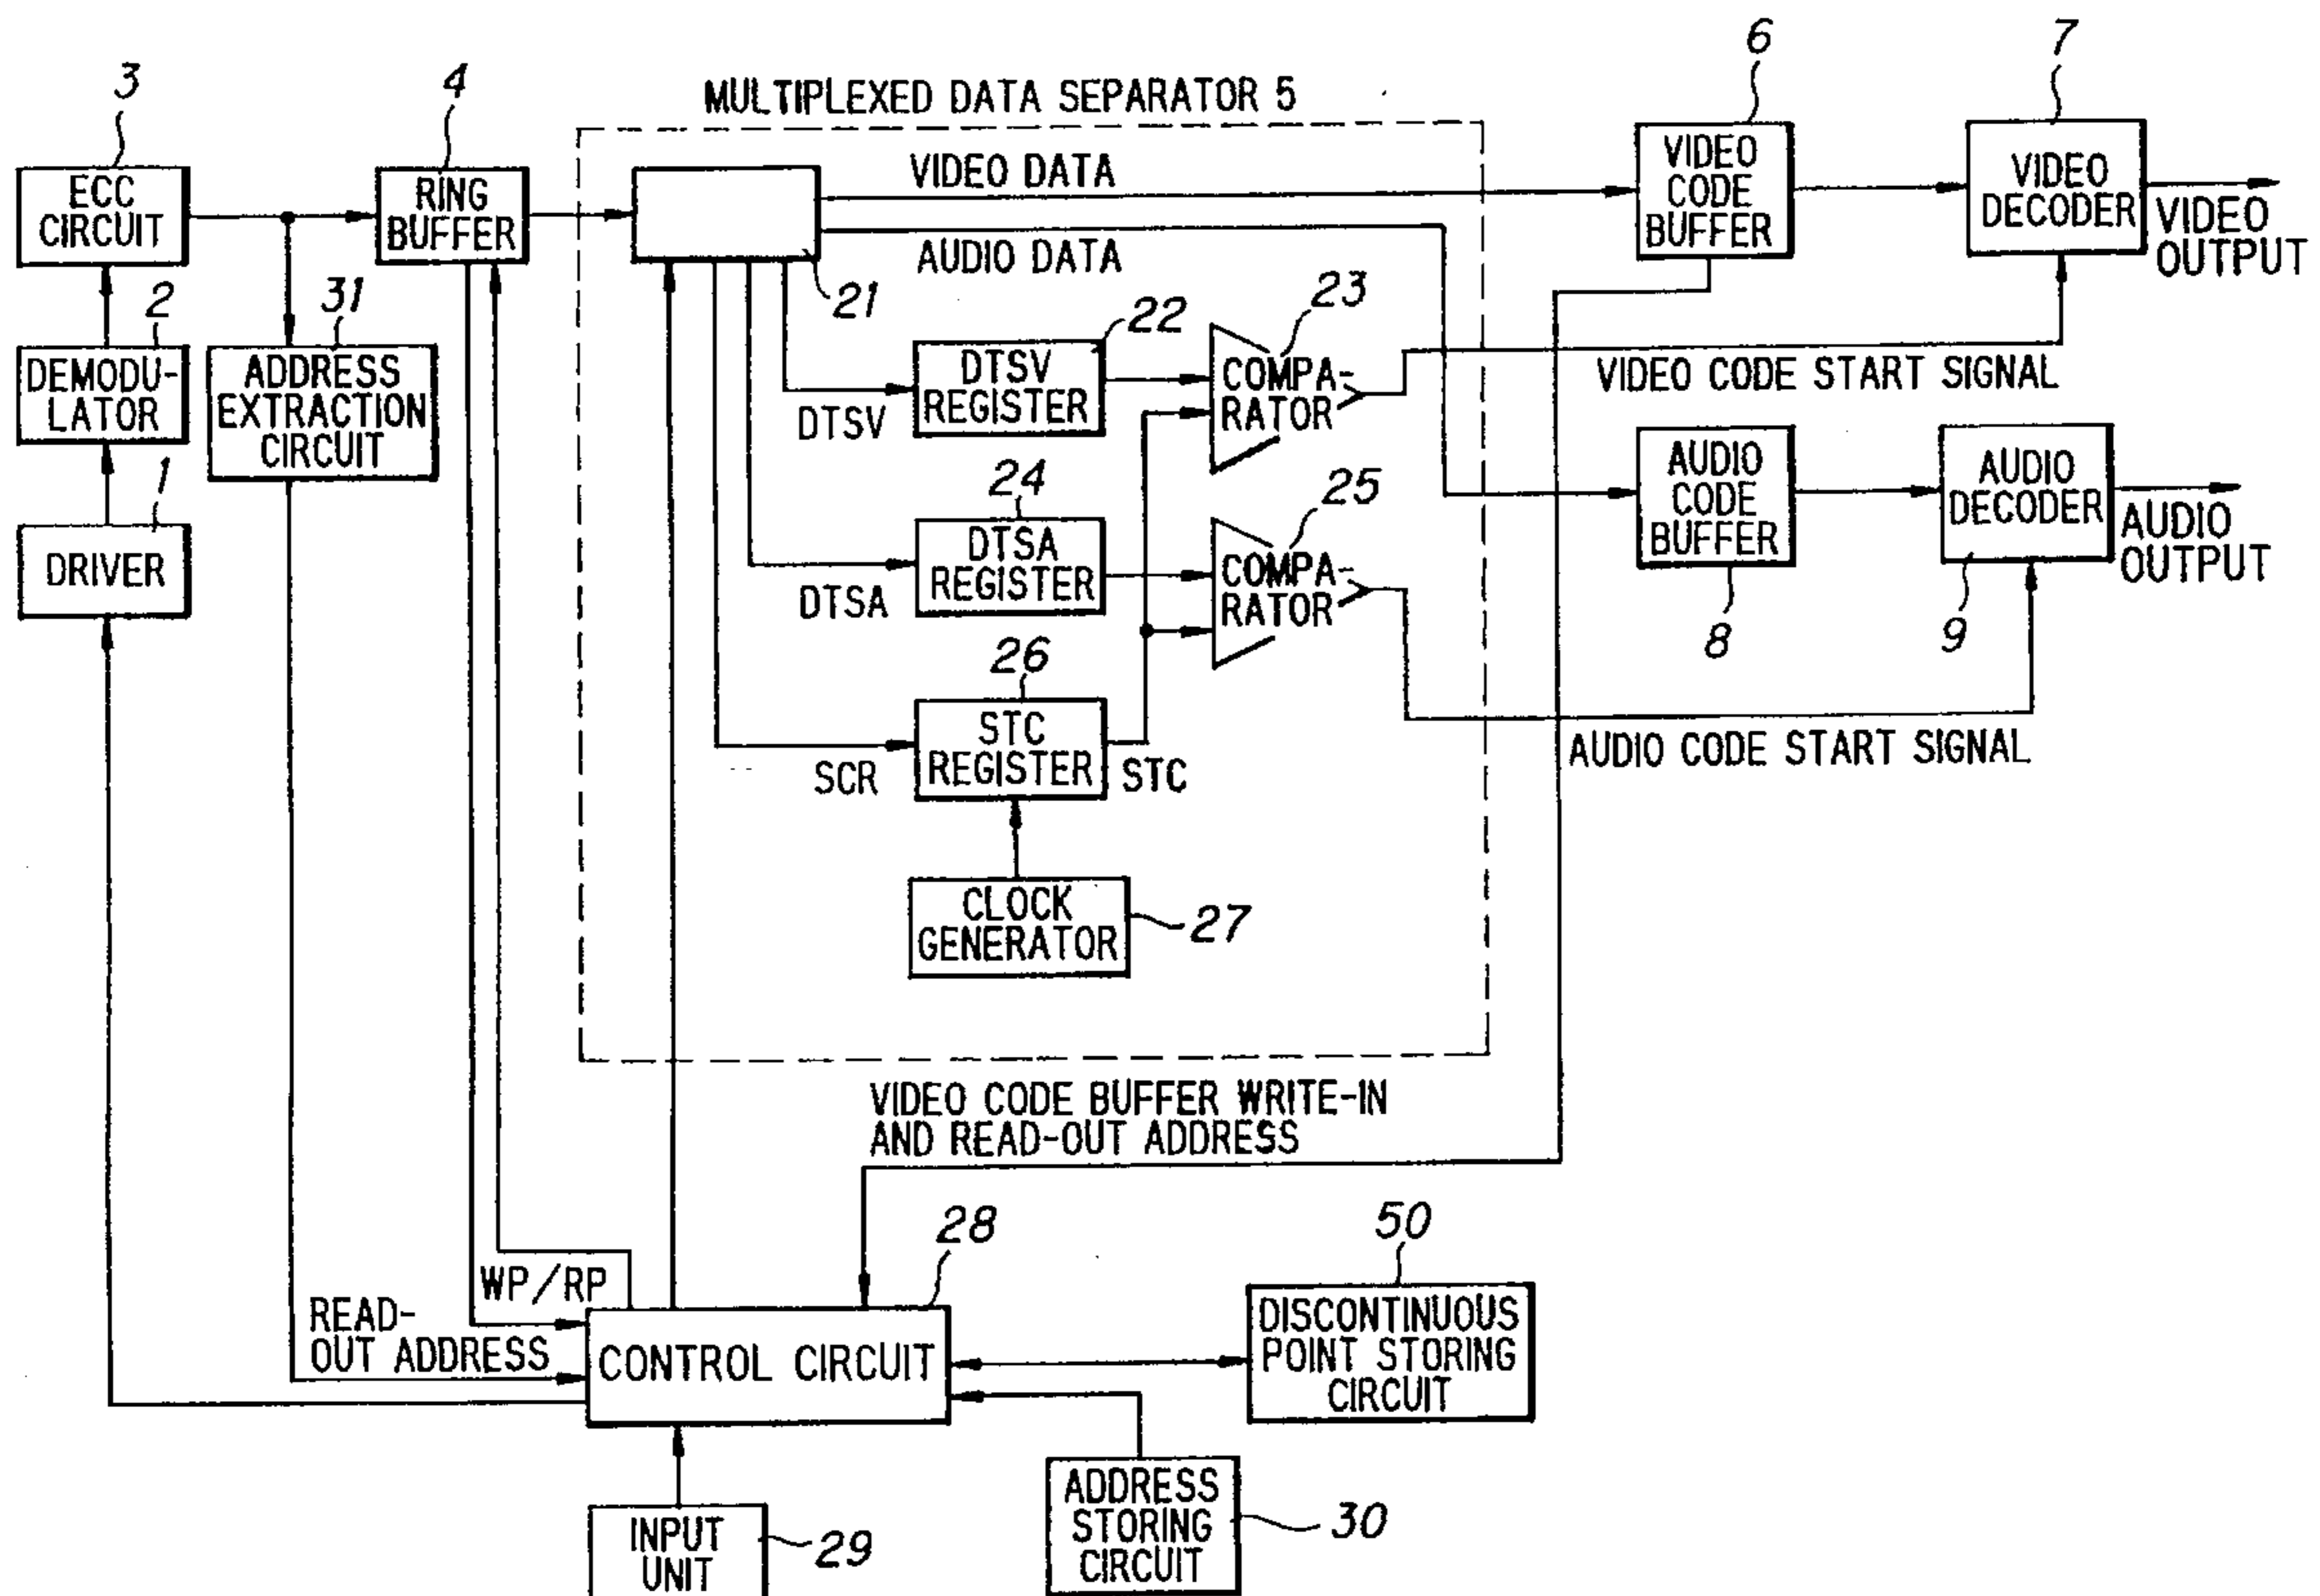 3
4
6
7
MULTIPLEXED DATA SEPARATOR 5
ECC
CIRCUIT
RING
BUFFER
VIDEO DATA
AUDIO DATA
21
VIDEO
CODE
BUFFER
VIDEO
DECODER
VIDEO
OUTPUT
2
31
DEMODU-
LATOR
ADDRESS
EXTRACTION
CIRCUIT
22
DTSV
REGISTER
DTSV
23
COMPA-
RATOR
VIDEO CODE START SIGNAL
1
DRIVER
24
DTSA
REGISTER
DTSA
25
COMPA-
RATOR
AUDIO
CODE
BUFFER
8
AUDIO
DECODER
9
AUDIO
OUTPUT
26
STC
REGISTER
SCR
STC
AUDIO CODE START SIGNAL
CLOCK
GENERATOR
27
VIDEO CODE BUFFER WRITE-IN
AND READ-OUT ADDRESS
28
50
WP/RP
READ-
OUT ADDRESS
CONTROL CIRCUIT
DISCONTINUOUS
POINT STORING
CIRCUIT
INPUT
UNIT
29
ADDRESS
STORING
CIRCUIT
30